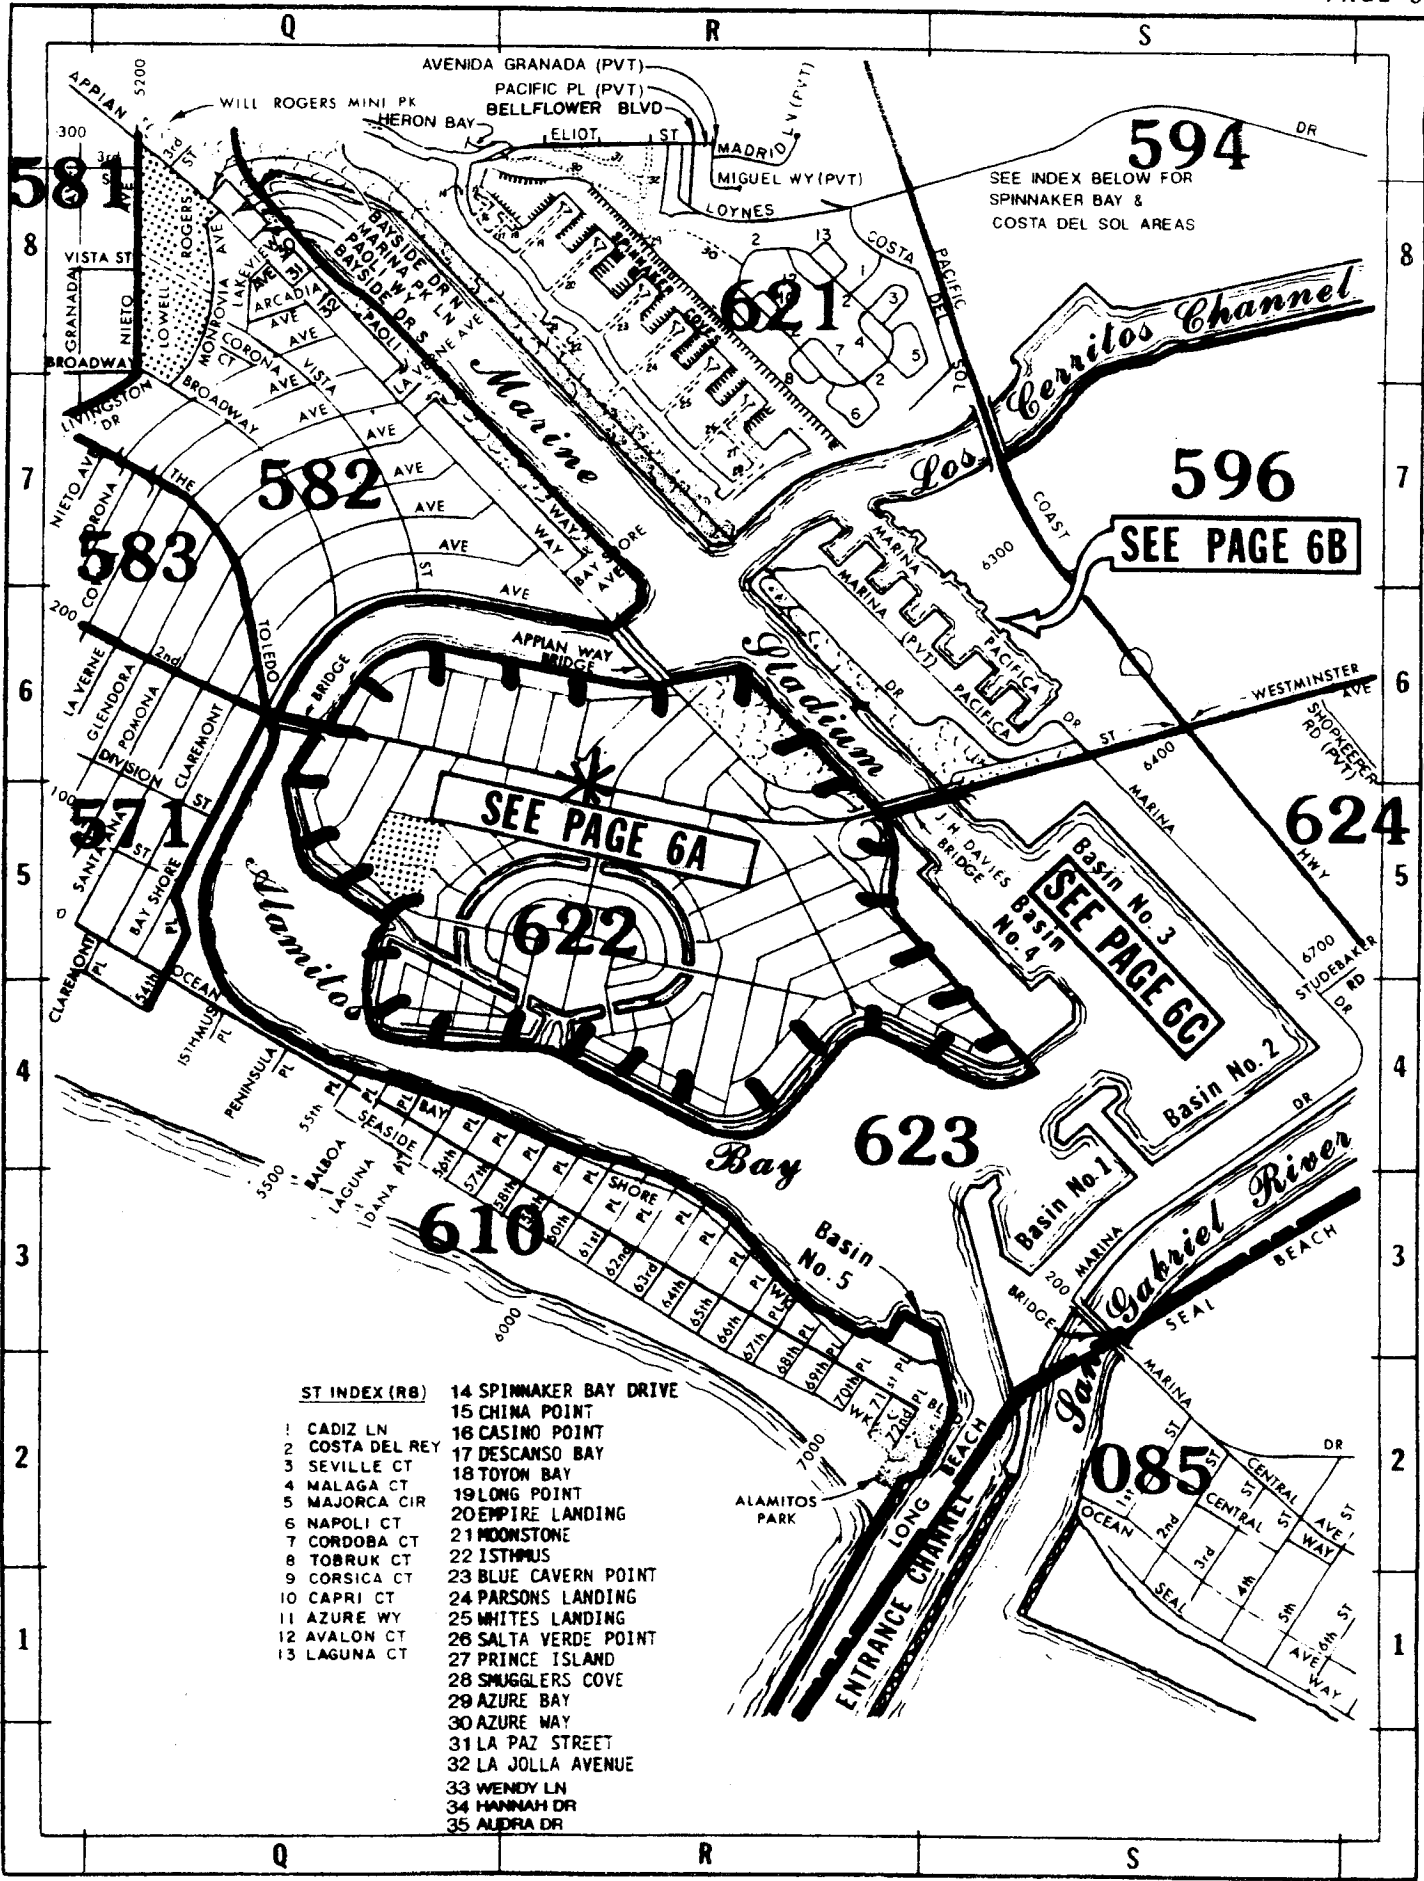 Q
R
S
AVENIDA GRANADA (PVT)
PACIFIC PL (PVT)
BELLFLOWER BLVD
WILL ROGERS MINI PK
HERON BAY
APPIAN
5200
300
3rd
3rd
ST
ELIOT ST
MADRID LN (PVT)
MIGUEL WY (PVT)
LOYNES
DR
594
SEE INDEX BELOW FOR
SPINNAKER BAY &
COSTA DEL SOL AREAS
581
8
8
VISTA ST
GRANADA
NIETO
AVE
LOWELL
ROGERS
MONROVIA AVE
LAKEVIEW
AVE
ARCADIA
AVE
AVE
CORONA
CT
AVE
VISTA
AVE
AVE
BROADWAY
BROADWAY
LIVINGSTON
DR
BAYSIDE DR N
MARINA PK LN
PAOLI WY
BAYSIDE DR S
PAOLI
LA VERNE AVE
SPINNAKER COVES
621
COSTA
DEL
SOL
PACIFIC
COAST
HWY
Marine
Stadium
Los Cerritos Channel
7
7
NIETO AVE
CORONA
THE
TOLEDO
582
583
AVE
AVE
AVE
ST
AVE
WAY
WAY
BAY SHORE
AVE
596
SEE PAGE 6B
6300
MARINA
MARINA
(PVT)
PACIFICA
PACIFICA
DR
DR
200
2nd
6
6
LA VERNE
GLENDORA
POMONA
CLAREMONT
DIVISION
ST
BRIDGE
APPIAN WAY
BRIDGE
WESTMINSTER
AVE
ST
SHOPKEEPER
RD (PVT)
6400
MARINA
100
571
SANTA ANA
ST
BAY SHORE
PL
0
5
5
SEE PAGE 6A
622
J.H. DAVIES
BRIDGE
624
Basin
No. 3
Basin
No. 4
SEE PAGE 6C
Alamitos
Bay
CLAREMONT
PL
54th
OCEAN
ISTHMUS
PL
PENINSULA
PL
55th
PL
6700
STUDEBAKER
RD
DR
4
4
Basin No. 2
DR
623
BALBOA
LAGUNA
IDANA
PL
PL
PL
BAY
SEASIDE
SHORE
5500
56th
57th
58th
60th
61st
62nd
63rd
64th
65th
66th
67th
68th
69th
70th
71st
72nd
PL
WK
610
3
3
Basin
No. 5
Basin No. 1
200
MARINA
BRIDGE
San Gabriel River
SEAL
BEACH
6000
7000
ALAMITOS
PARK
LONG
BEACH
ENTRANCE CHANNEL
2
2
085
MARINA
DR
1st
ST
2nd
ST
3rd
4th
5th
6th
ST
CENTRAL
AVE
CENTRAL
WAY
OCEAN
SEAL
AVE
WAY
1
1
ST INDEX (R8)
1 CADIZ LN
2 COSTA DEL REY
3 SEVILLE CT
4 MALAGA CT
5 MAJORCA CIR
6 NAPOLI CT
7 CORDOBA CT
8 TOBRUK CT
9 CORSICA CT
10 CAPRI CT
11 AZURE WY
12 AVALON CT
13 LAGUNA CT
14 SPINNAKER BAY DRIVE
15 CHINA POINT
16 CASINO POINT
17 DESCANSO BAY
18 TOYON BAY
19 LONG POINT
20 EMPIRE LANDING
21 MOONSTONE
22 ISTHMUS
23 BLUE CAVERN POINT
24 PARSONS LANDING
25 WHITES LANDING
26 SALTA VERDE POINT
27 PRINCE ISLAND
28 SMUGGLERS COVE
29 AZURE BAY
30 AZURE WAY
31 LA PAZ STREET
32 LA JOLLA AVENUE
33 WENDY LN
34 HANNAH DR
35 AUDRA DR
Q
R
S